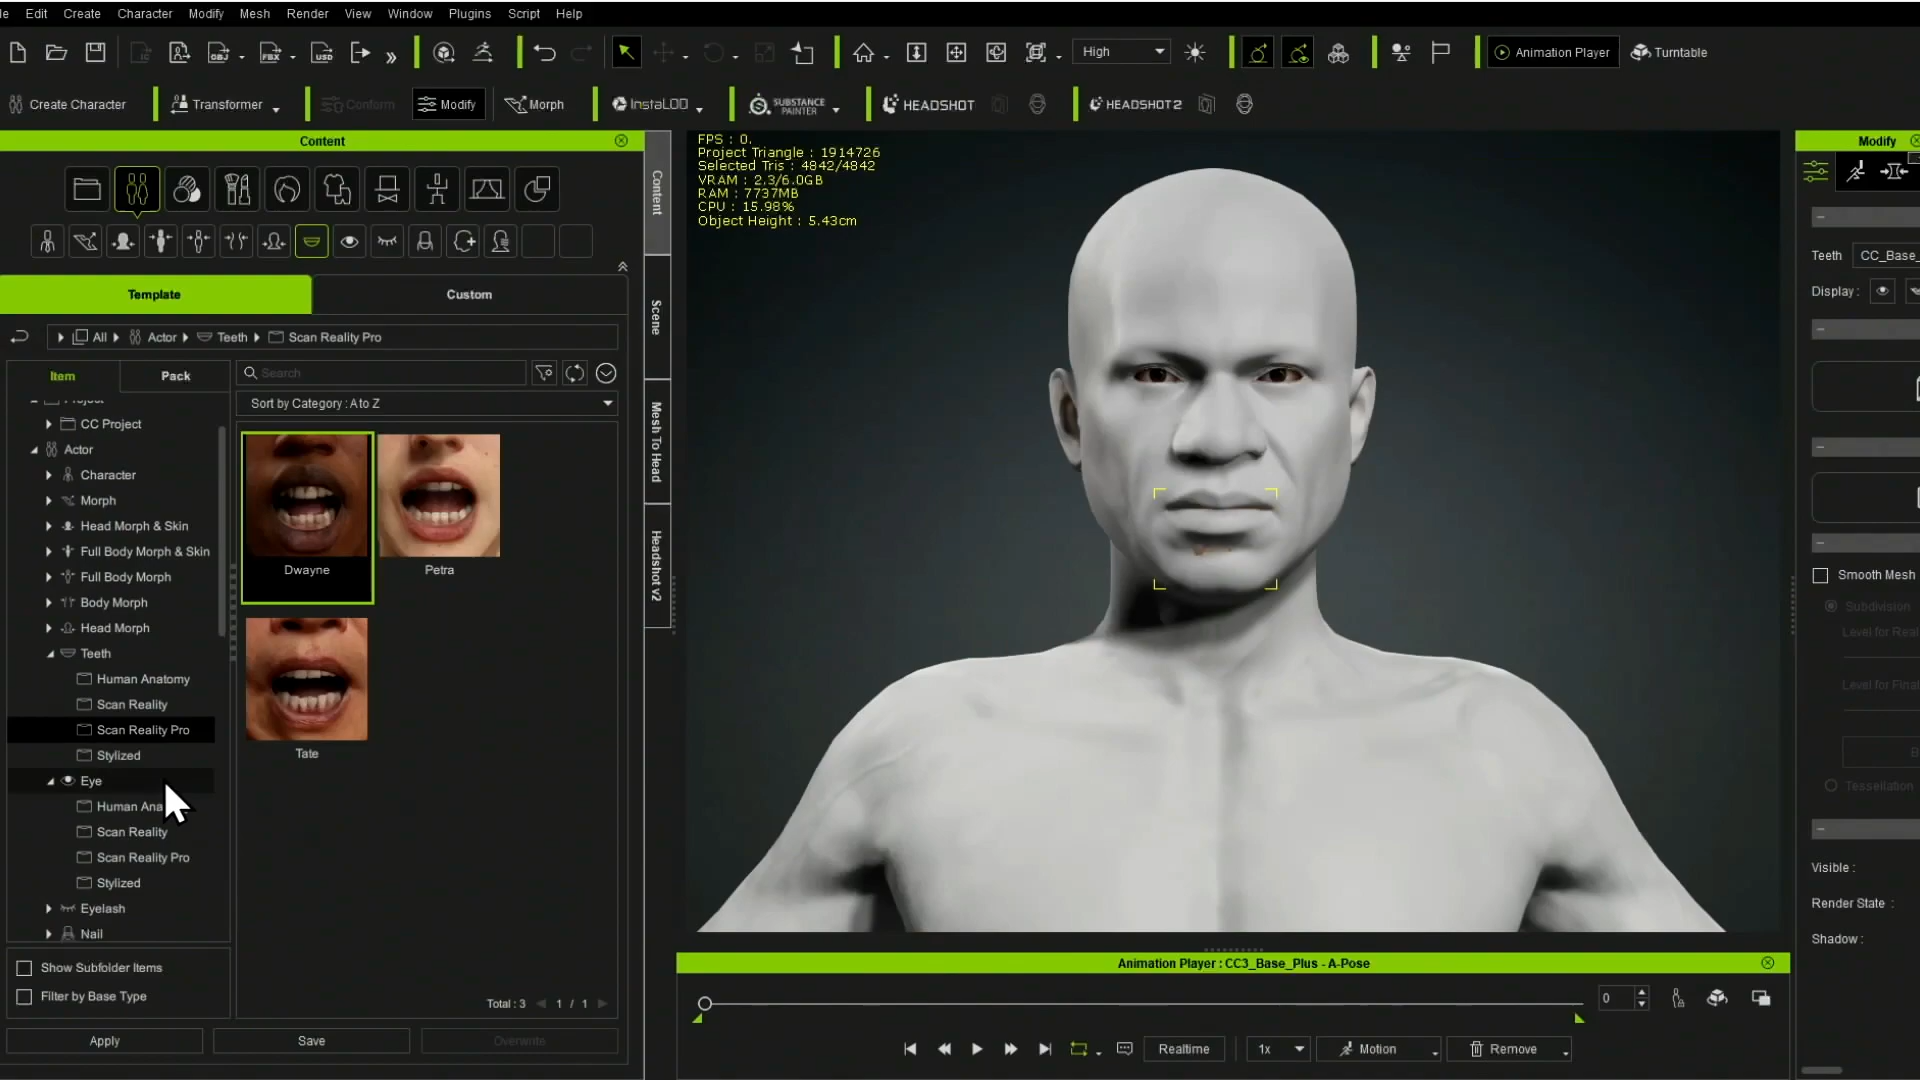 Edit Create Character Modify Mesh Render View Window Plugins Script Help
High
Animation Player
Turntable
Create Character
Transformer
Conform
Modify
Morph
InstaLOD
SUBSTANCE PAINTER
HEADSHOT
HEADSHOT 2
Content
Template
Custom
All
Actor
Teeth
Scan Reality Pro
Item
Pack
Search
Sort by Category : A to Z
CC Project
Actor
Character
Morph
Head Morph & Skin
Full Body Morph & Skin
Full Body Morph
Body Morph
Head Morph
Teeth
Human Anatomy
Scan Reality
Scan Reality Pro
Stylized
Eye
Human Ana
Scan Reality
Scan Reality Pro
Stylized
Eyelash
Nail
Show Subfolder Items
Filter by Base Type
Dwayne
Petra
Tate
Total : 3
1 / 1
Apply
Save
Overwrite
Content
Scene
Mesh To Head
Headshot v2
FPS : 0.
Project Triangle : 1914726
Selected Tris : 4842/4842
VRAM : 2.3/6.0GB
RAM : 7737MB
CPU : 15.98%
Object Height : 5.43cm
Animation Player : CC3_Base_Plus - A-Pose
0
Realtime
1x
Motion
Remove
Modify
Teeth
CC_Base_
Display :
Smooth Mesh
Subdivision
Level for Real
Level for Final
Tessellation
Visible :
Render State :
Shadow :